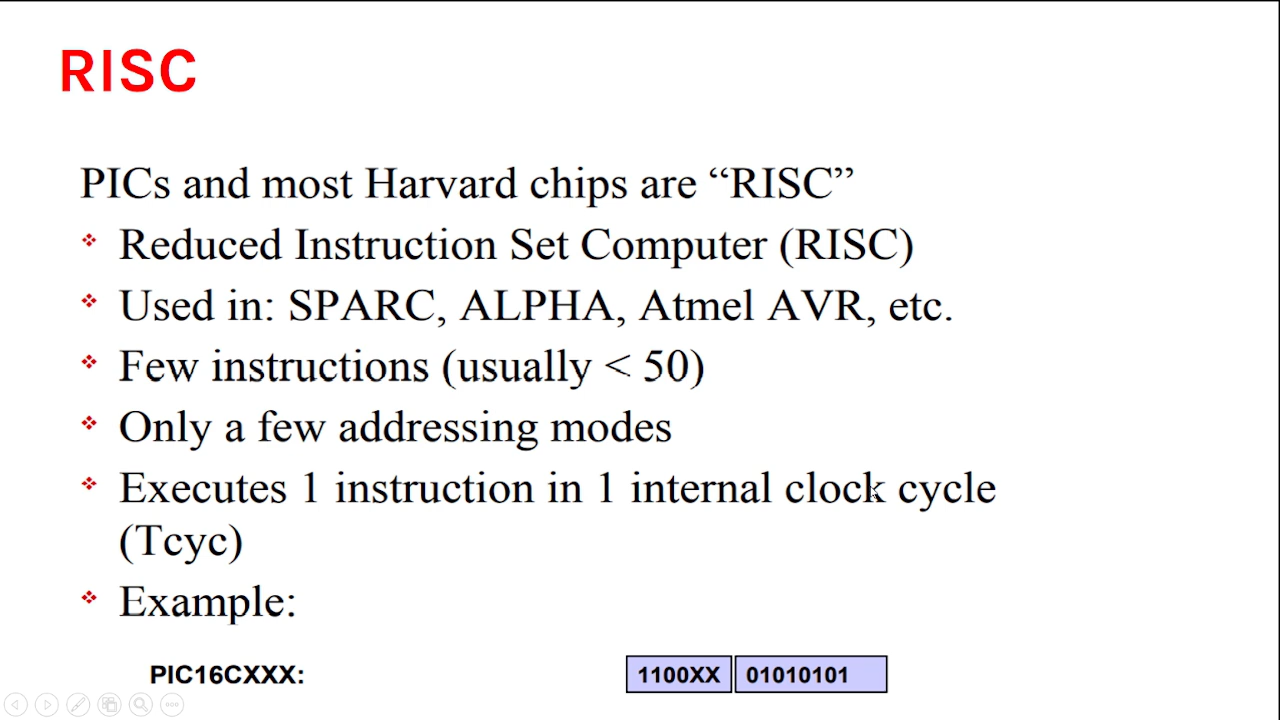 RISC
PICs and most Harvard chips are “RISC”
Reduced Instruction Set Computer (RISC)
Used in: SPARC, ALPHA, Atmel AVR, etc.
Few instructions (usually < 50)
Only a few addressing modes
Executes 1 instruction in 1 internal clock cycle
(Tcyc)
Example:
PIC16CXXX: 1100XX 01010101